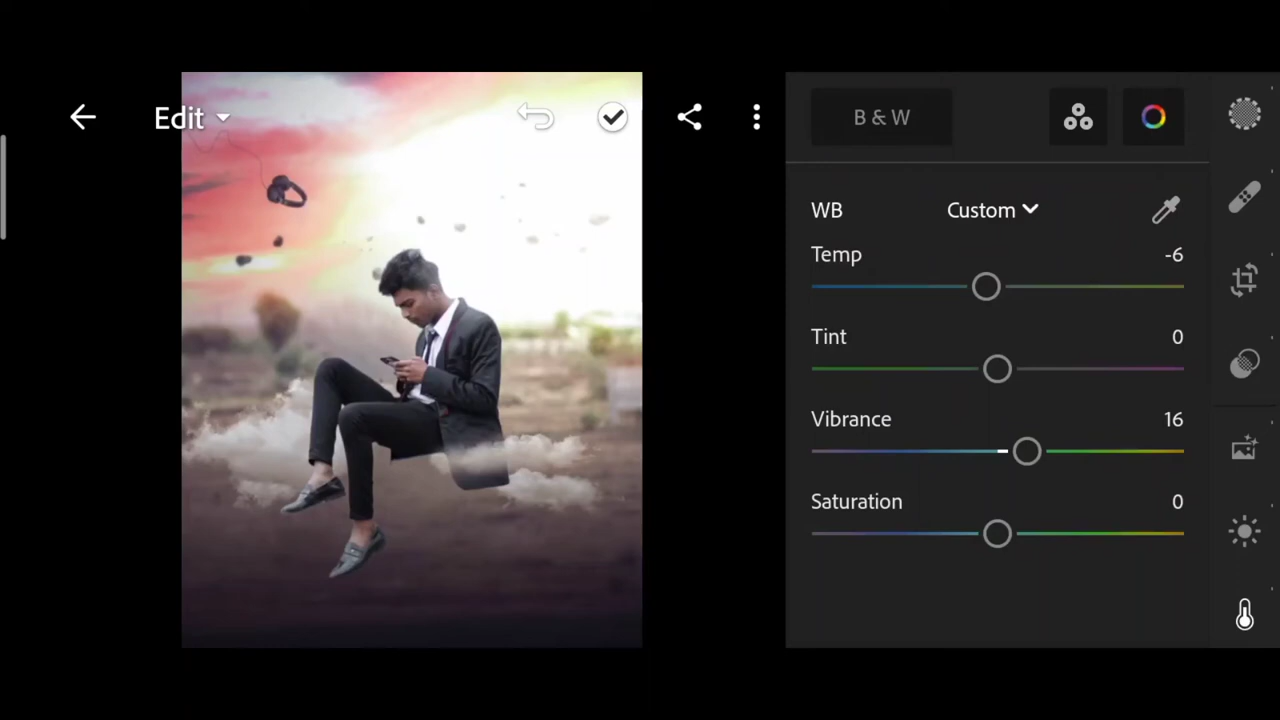 Edit
B & W
WB Custom
Temp -6
Tint 0
Vibrance 16
Saturation 0